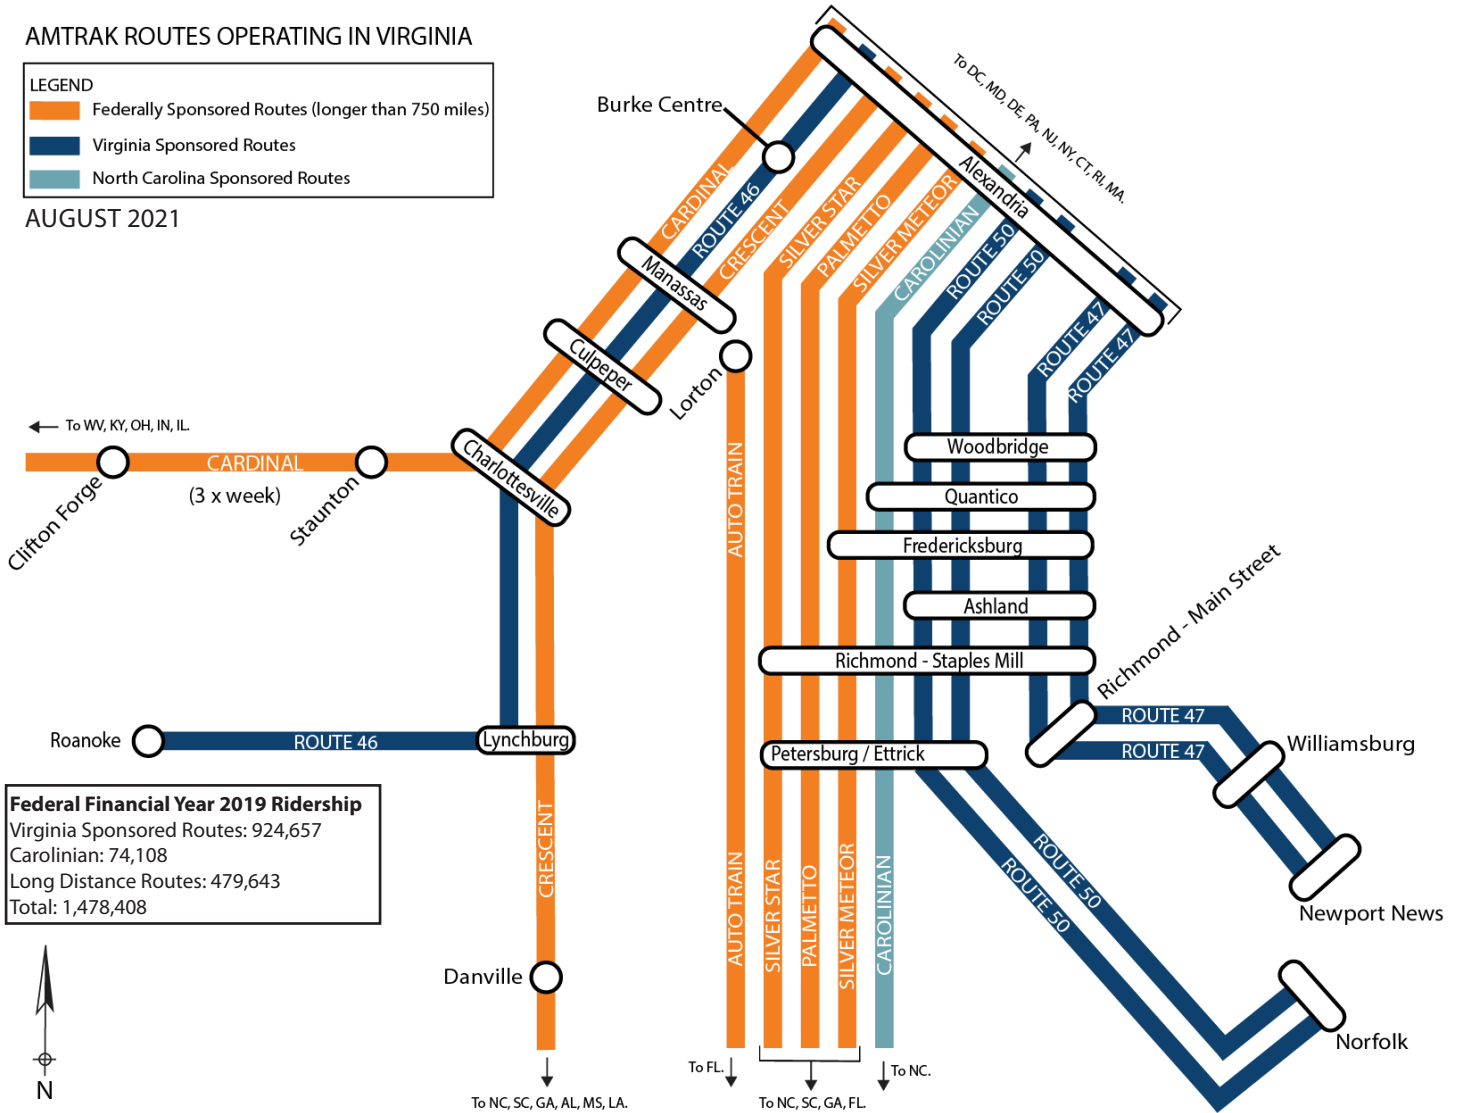 AMTRAK ROUTES OPERATING IN VIRGINIA
LEGEND
Federally Sponsored Routes (longer than 750 miles)
Virginia Sponsored Routes
North Carolina Sponsored Routes
AUGUST 2021
To DC, MD, DE, PA, NJ, NY, CT, RI, MA.
Burke Centre
Alexandria
CARDINAL
ROUTE 46
CRESCENT
SILVER STAR
PALMETTO
SILVER METEOR
CAROLINIAN
ROUTE 50
ROUTE 50
ROUTE 47
ROUTE 47
Manassas
Culpeper
Lorton
Charlottesville
To WV, KY, OH, IN, IL.
CARDINAL
(3 x week)
Clifton Forge
Staunton
AUTO TRAIN
Woodbridge
Quantico
Fredericksburg
Ashland
Richmond - Staples Mill
Richmond - Main Street
ROUTE 47
ROUTE 47
Williamsburg
Newport News
Roanoke
ROUTE 46
Lynchburg
Petersburg / Ettrick
Federal Financial Year 2019 Ridership
Virginia Sponsored Routes: 924,657
Carolinian: 74,108
Long Distance Routes: 479,643
Total: 1,478,408
CRESCENT
AUTO TRAIN
SILVER STAR
PALMETTO
SILVER METEOR
CAROLINIAN
ROUTE 50
ROUTE 50
Danville
Norfolk
N
To NC, SC, GA, AL, MS, LA.
To FL.
To NC, SC, GA, FL.
To NC.